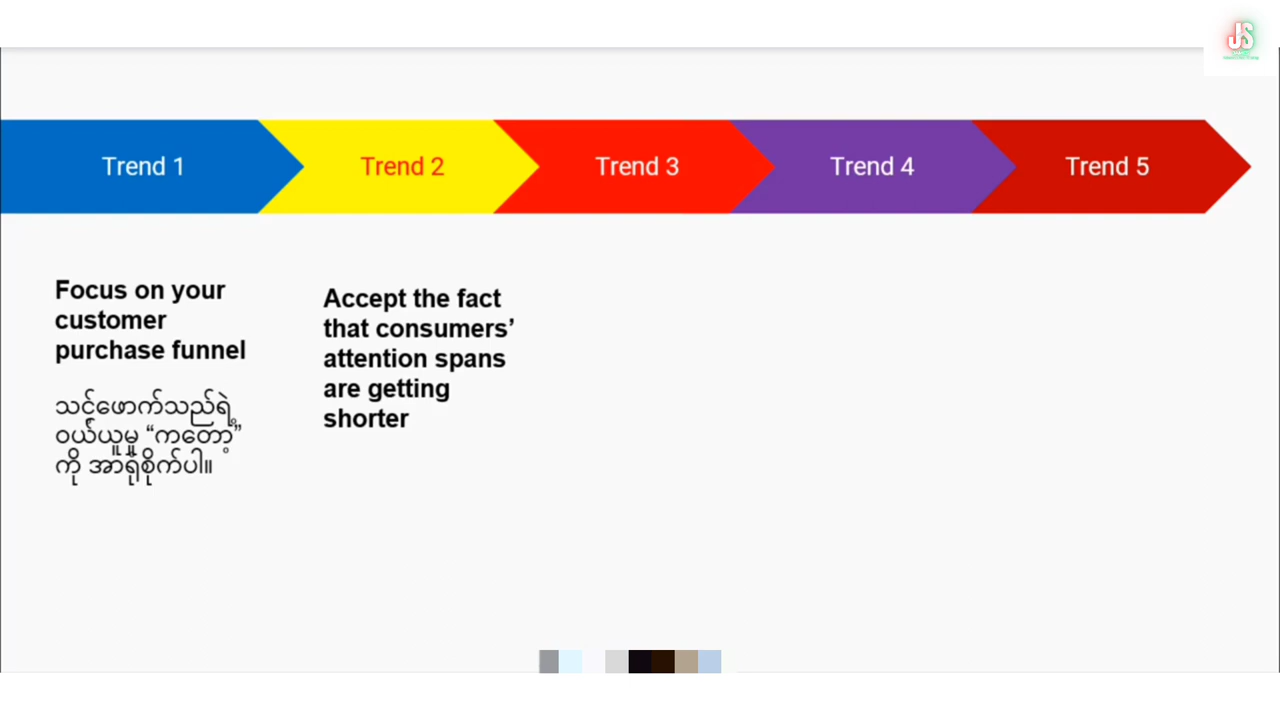 JS
Trend 1
Trend 2
Trend 3
Trend 4
Trend 5
Focus on your
customer
purchase funnel
သင့်ဖောက်သည်ရဲ့
ဝယ်ယူမှု “ကတော့”
ကို အာရုံစိုက်ပါ။
Accept the fact
that consumers’
attention spans
are getting
shorter